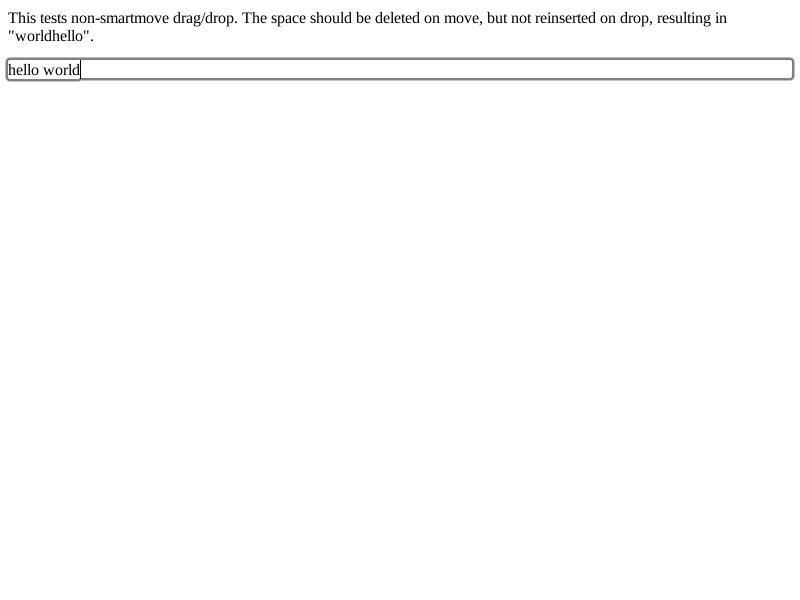 This tests non-smartmove drag/drop. The space should be deleted on move, but not reinserted on drop, resulting in
"worldhello".
hello world